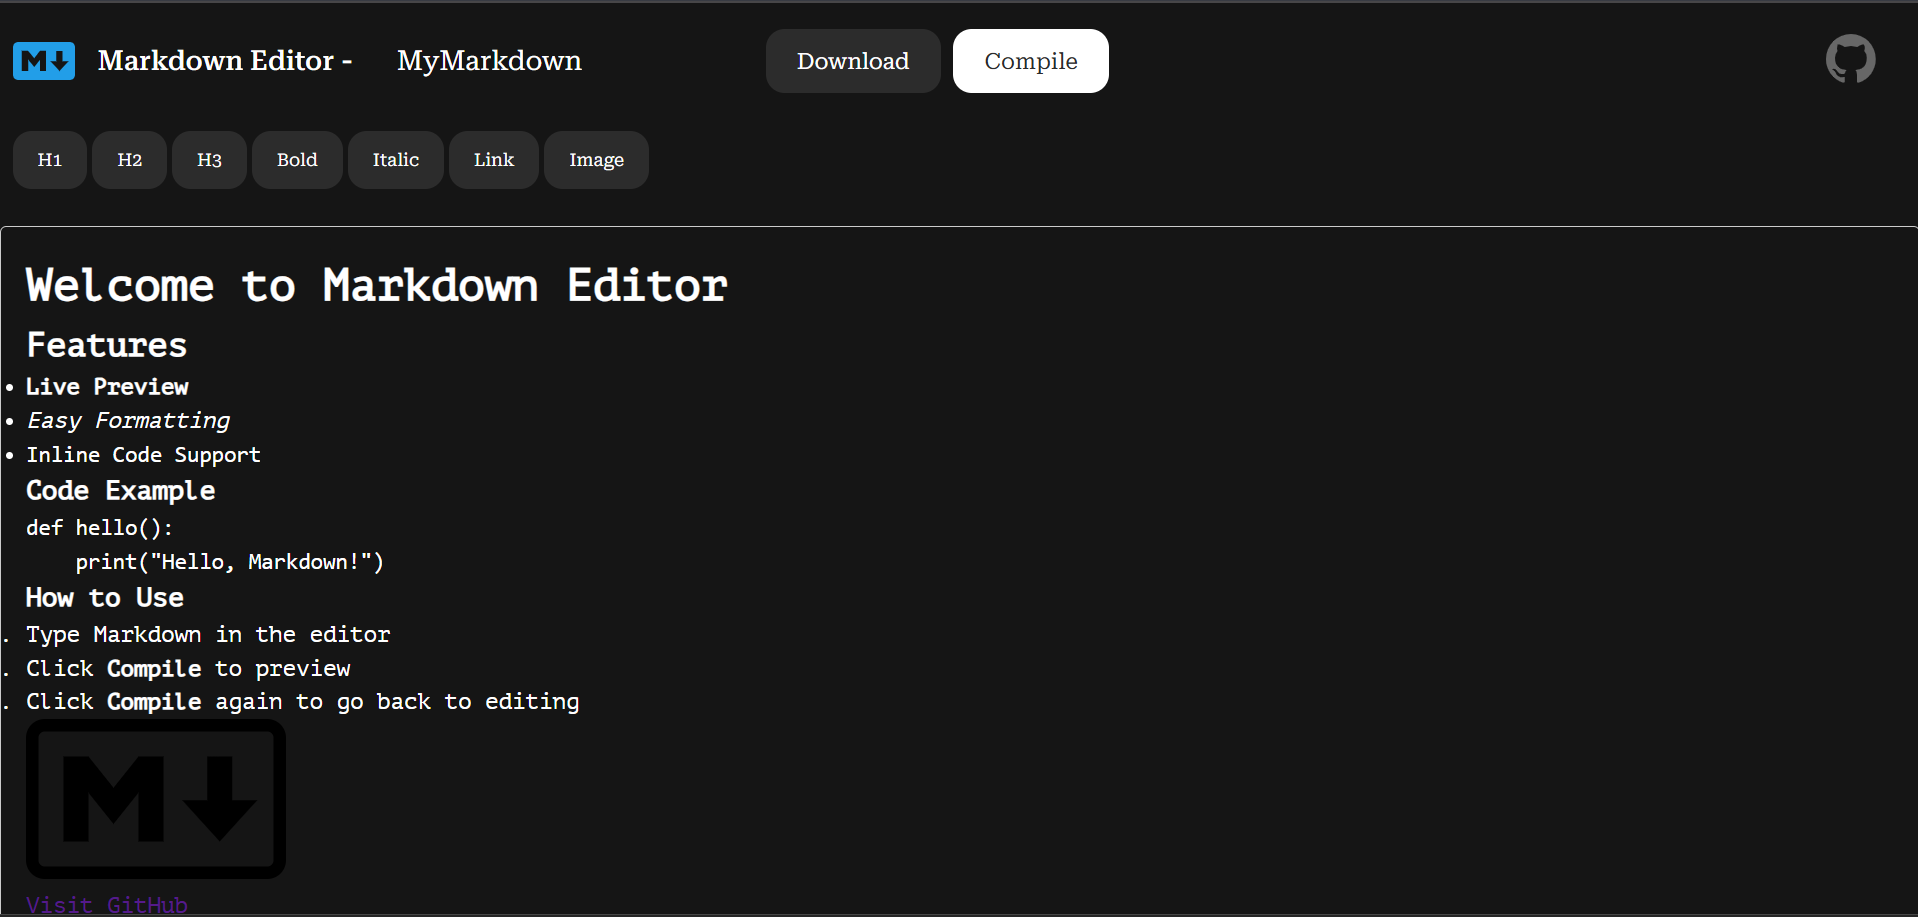 M Markdown Editor - MyMarkdown Download Compile
H1 H2 H3 Bold Italic Link Image
Welcome to Markdown Editor
Features
• Live Preview
• Easy Formatting
• Inline Code Support
Code Example
def hello():
    print("Hello, Markdown!")
How to Use
. Type Markdown in the editor
. Click Compile to preview
. Click Compile again to go back to editing
M
Visit GitHub